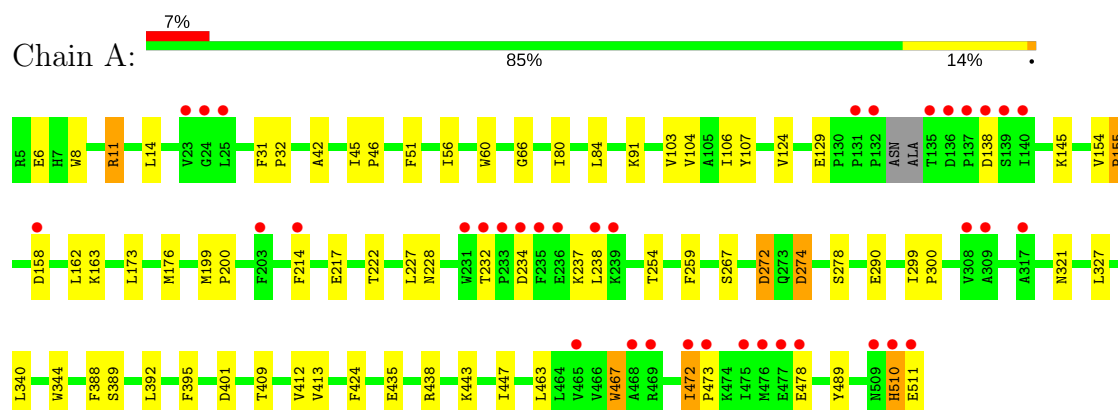 7%
Chain A:
85% 14% •
R5 E6 H7 W8 R11 L14 V23 G24 L25 F31 P32 A42 I45 P46 F51 I56 W60 G66 I80 L84 K91 V103 V104 A105 I106 Y107 V124 E129 P130 P131 P132 ASN ALA T135 D136 P137 D138 S139 I140 K145 V154 R155
D158 L162 K163 L173 M176 M199 P200 F203 F214 E217 T222 L227 N228 W231 T232 P233 D234 F235 E236 K237 L238 K239 T254 F259 S267 D272 Q273 D274 S278 E290 I299 P300 V308 A309 A317 N321 L327
L340 W344 F388 S389 L392 F395 D401 T409 V412 V413 F424 E435 R438 K443 I447 L463 L464 V465 V466 W467 A468 R469 I472 P473 K474 I475 M476 E477 E478 Y489 N509 H510 E511